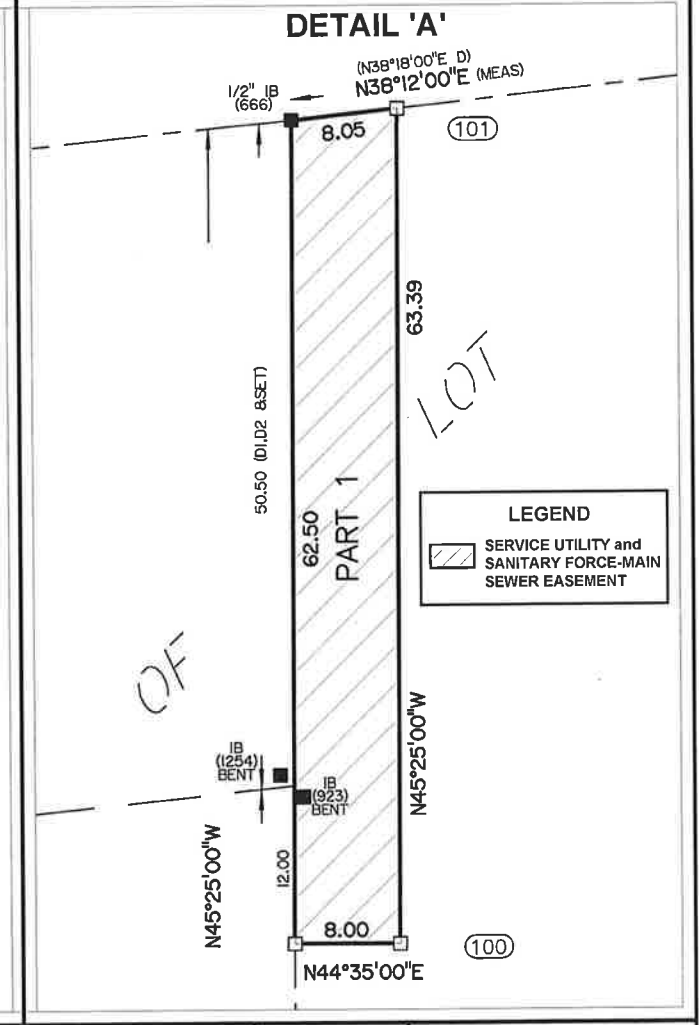 DETAIL 'A'
(N38°18'00"E D)
N38°12'00"E (MEAS)
1/2" IB
(666)
8.05
101
63.39
LOT
50.50 (D1,D2 &SET)
62.50
PART 1
LEGEND
SERVICE UTILITY and
SANITARY FORCE-MAIN
SEWER EASEMENT
OF
IB
(1254)
BENT
IB
(923)
BENT
N45°25'00"W
N45°25'00"W
12.00
8.00
100
N44°35'00"E